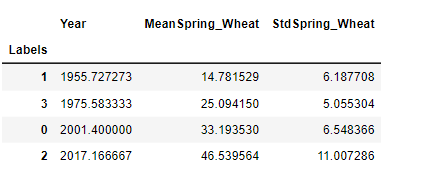 Year MeanSpring_Wheat StdSpring_Wheat
Labels
1 1955.727273 14.781529 6.187708
3 1975.583333 25.094150 5.055304
0 2001.400000 33.193530 6.548366
2 2017.166667 46.539564 11.007286